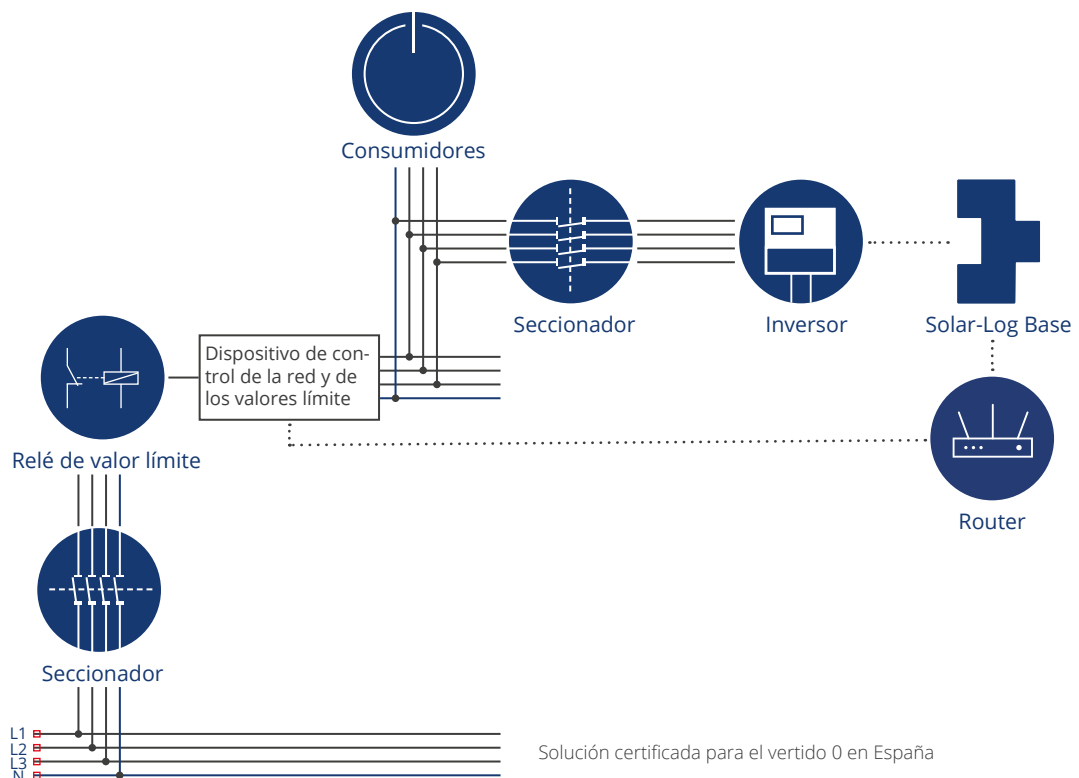 Consumidores
Seccionador
Inversor
Solar-Log Base
Dispositivo de con-
trol de la red y de
los valores límite
Relé de valor límite
Router
Seccionador
L1
L2
L3
N
Solución certificada para el vertido 0 en España